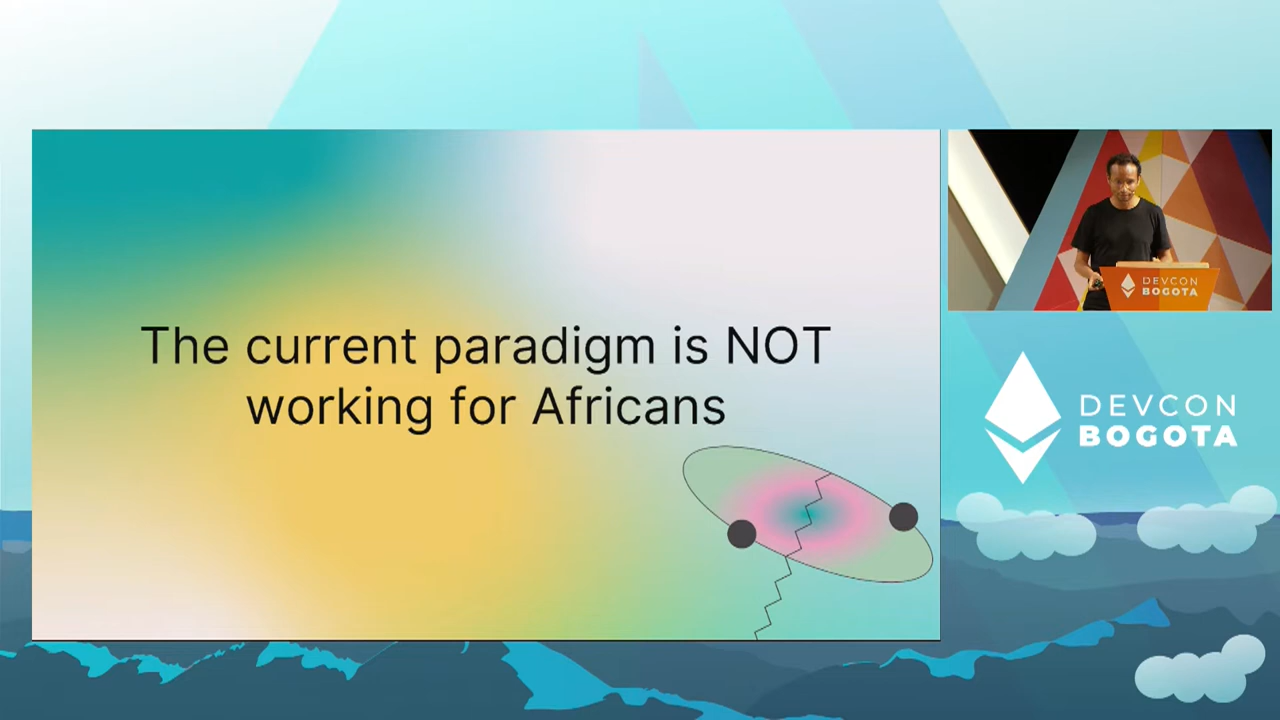 The current paradigm is NOT
working for Africans
DEVCON
BOGOTA
DEVCON
BOGOTA